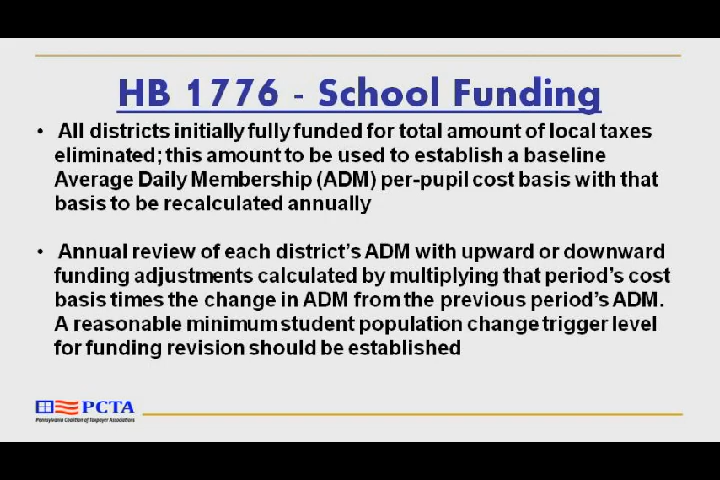 HB 1776 - School Funding
• All districts initially fully funded for total amount of local taxes
eliminated; this amount to be used to establish a baseline
Average Daily Membership (ADM) per-pupil cost basis with that
basis to be recalculated annually
• Annual review of each district's ADM with upward or downward
funding adjustments calculated by multiplying that period's cost
basis times the change in ADM from the previous period's ADM.
A reasonable minimum student population change trigger level
for funding revision should be established
PCTA
Pennsylvania Coalition of Taxpayer Associations